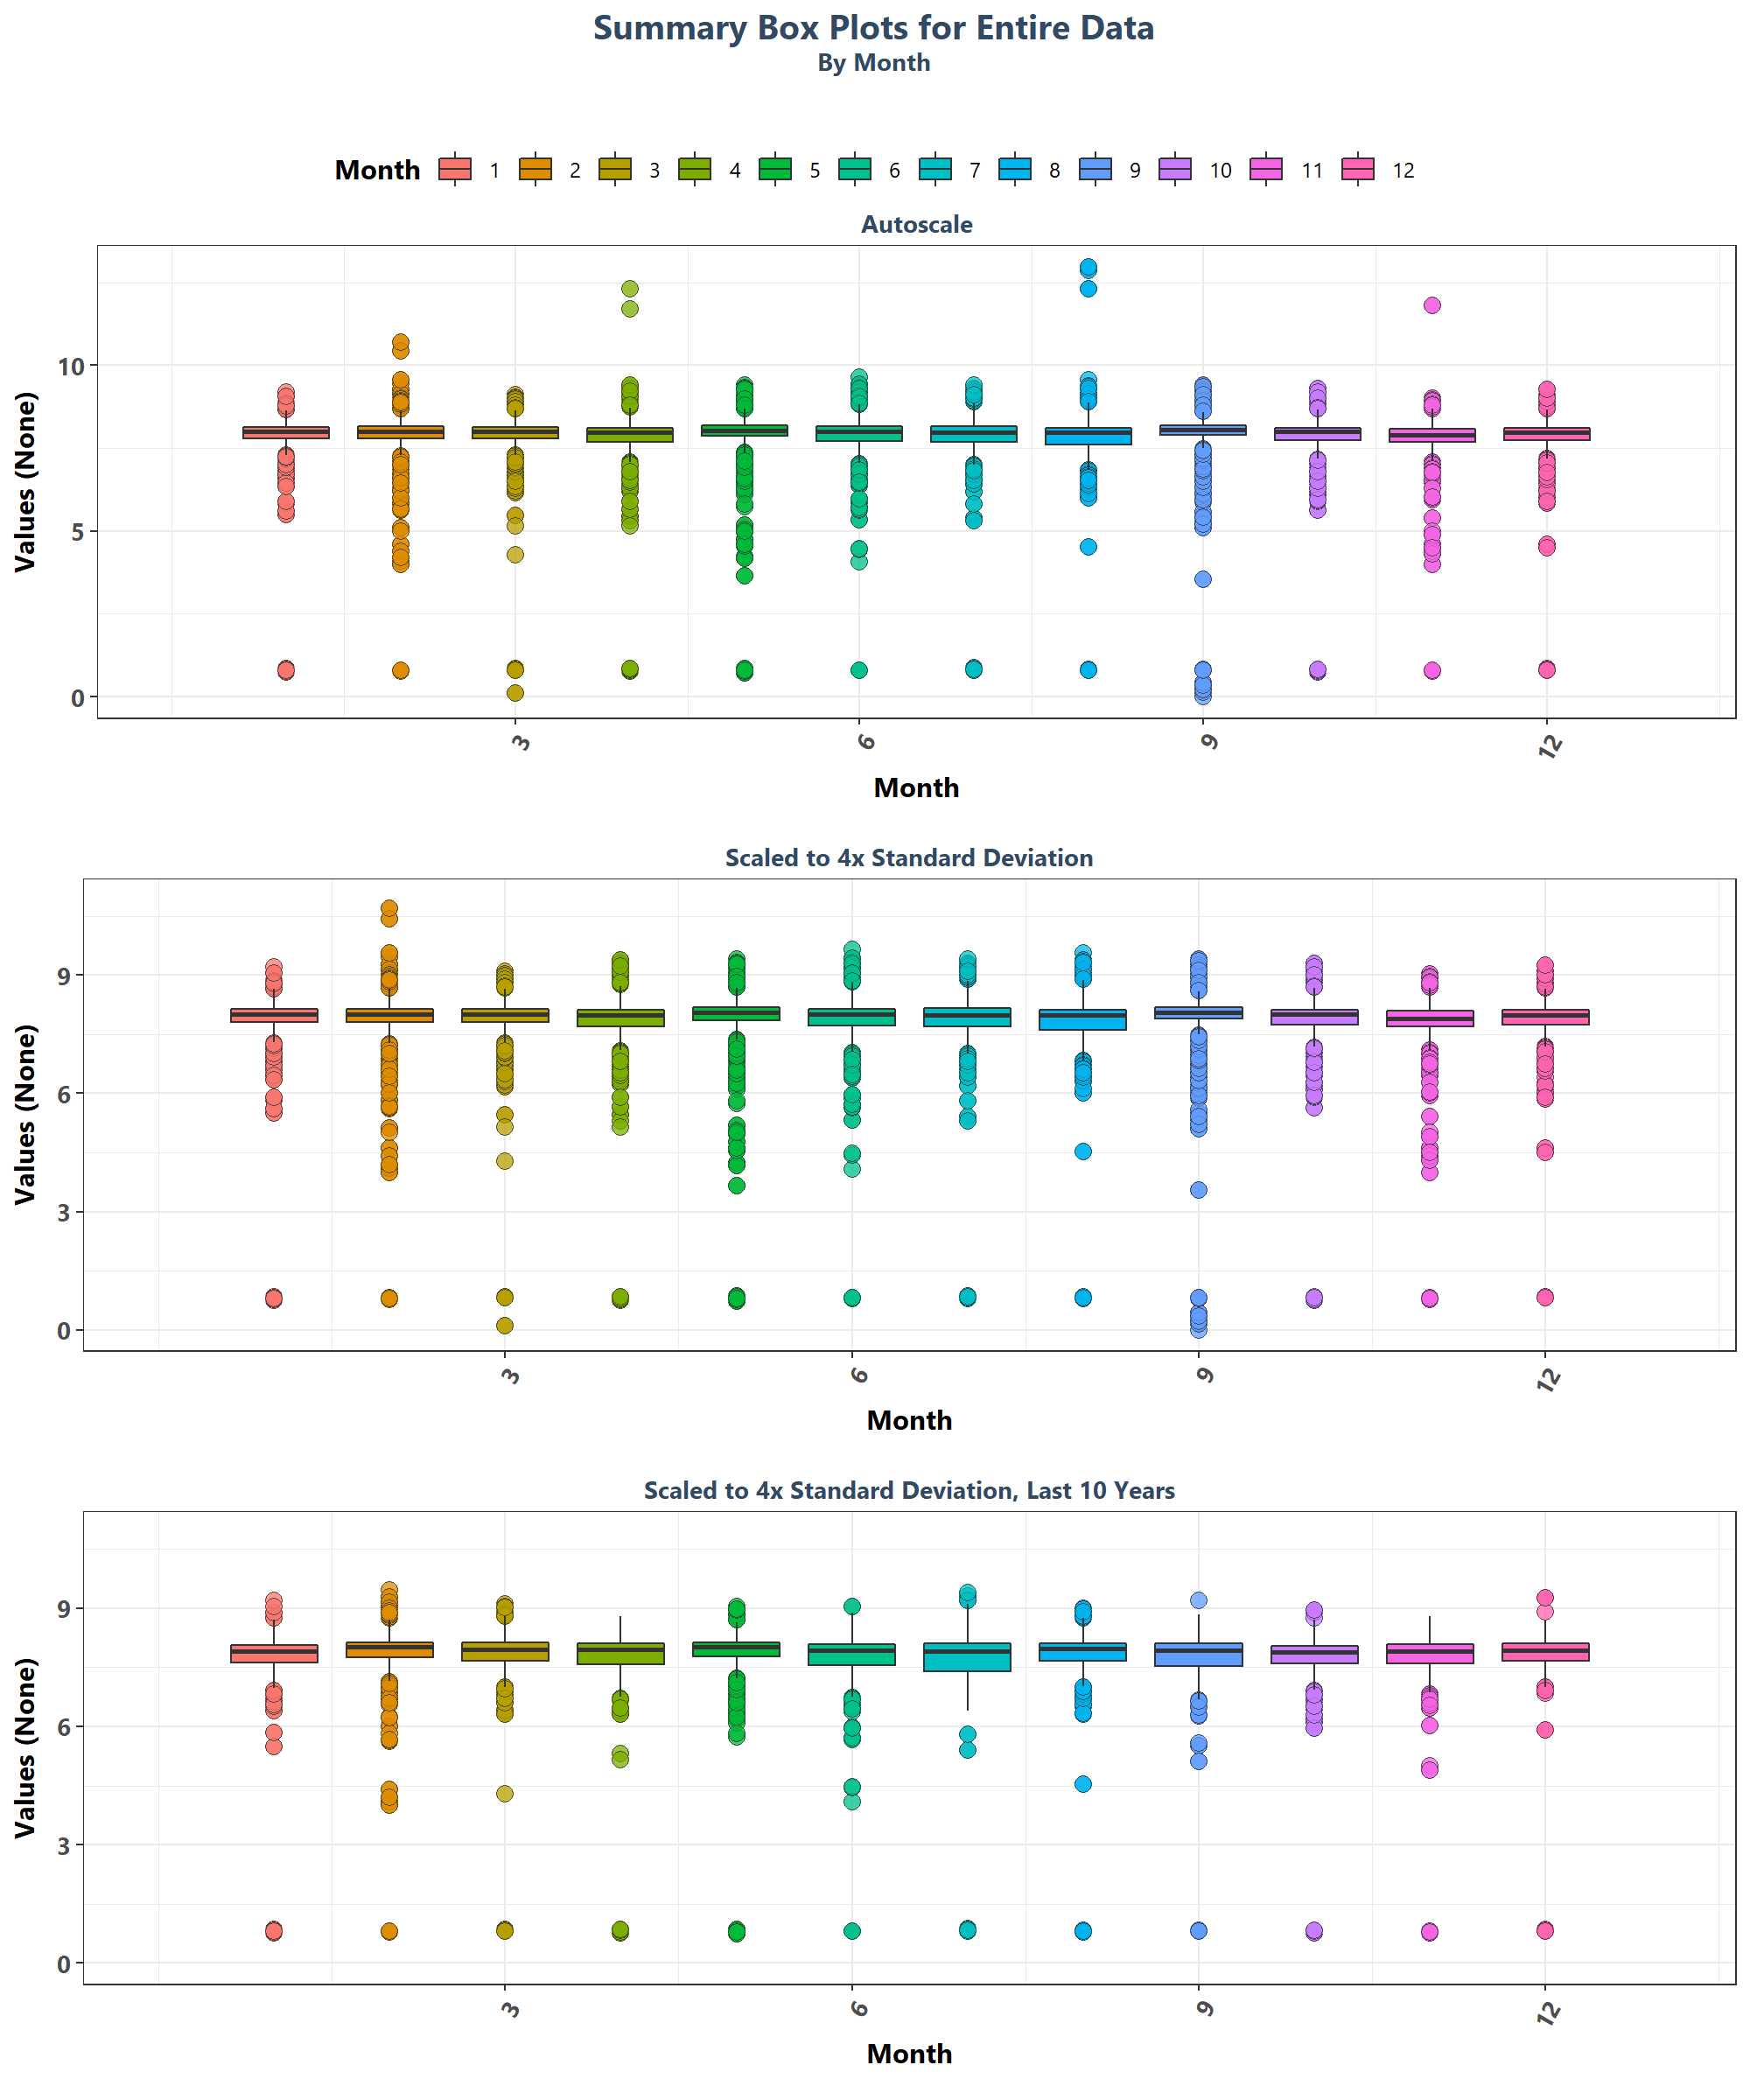 Summary Box Plots for Entire Data
By Month
Month 1 2 3 4 5 6 7 8 9 10 11 12
Autoscale
Values (None)
10
5
0
3 6 9 12
Month
Scaled to 4x Standard Deviation
Values (None)
9
6
3
0
3 6 9 12
Month
Scaled to 4x Standard Deviation, Last 10 Years
Values (None)
9
6
3
0
3 6 9 12
Month